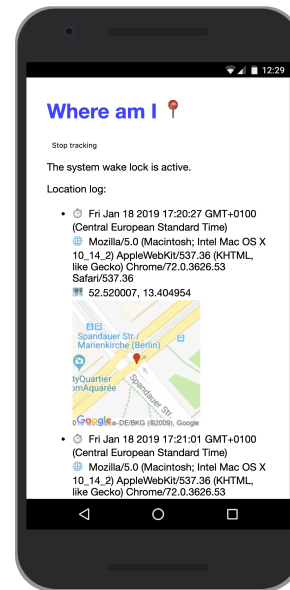 12:29
Where am I
Stop tracking
The system wake lock is active.
Location log:
Fri Jan 18 2019 17:20:27 GMT+0100
(Central European Standard Time)
Mozilla/5.0 (Macintosh; Intel Mac OS X
10_14_2) AppleWebKit/537.36 (KHTML,
like Gecko) Chrome/72.0.3626.53
Safari/537.36
52.520007, 13.404954
Spandauer Str./
Marienkirche (Berlin)
tyQuartier
omAquarée
Spandauer Str.
Google
a-DE/BKG (©2009), Google
Fri Jan 18 2019 17:21:01 GMT+0100
(Central European Standard Time)
Mozilla/5.0 (Macintosh; Intel Mac OS X
10_14_2) AppleWebKit/537.36 (KHTML,
like Gecko) Chrome/72.0.3626.53